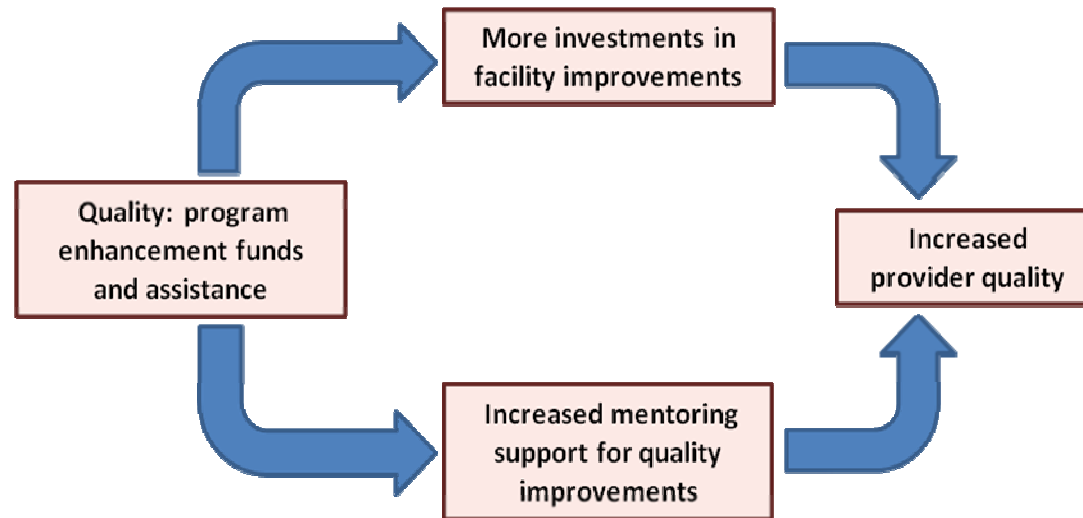 More investments in
facility improvements
Quality: program
enhancement funds
and assistance
Increased
provider quality
Increased mentoring
support for quality
improvements